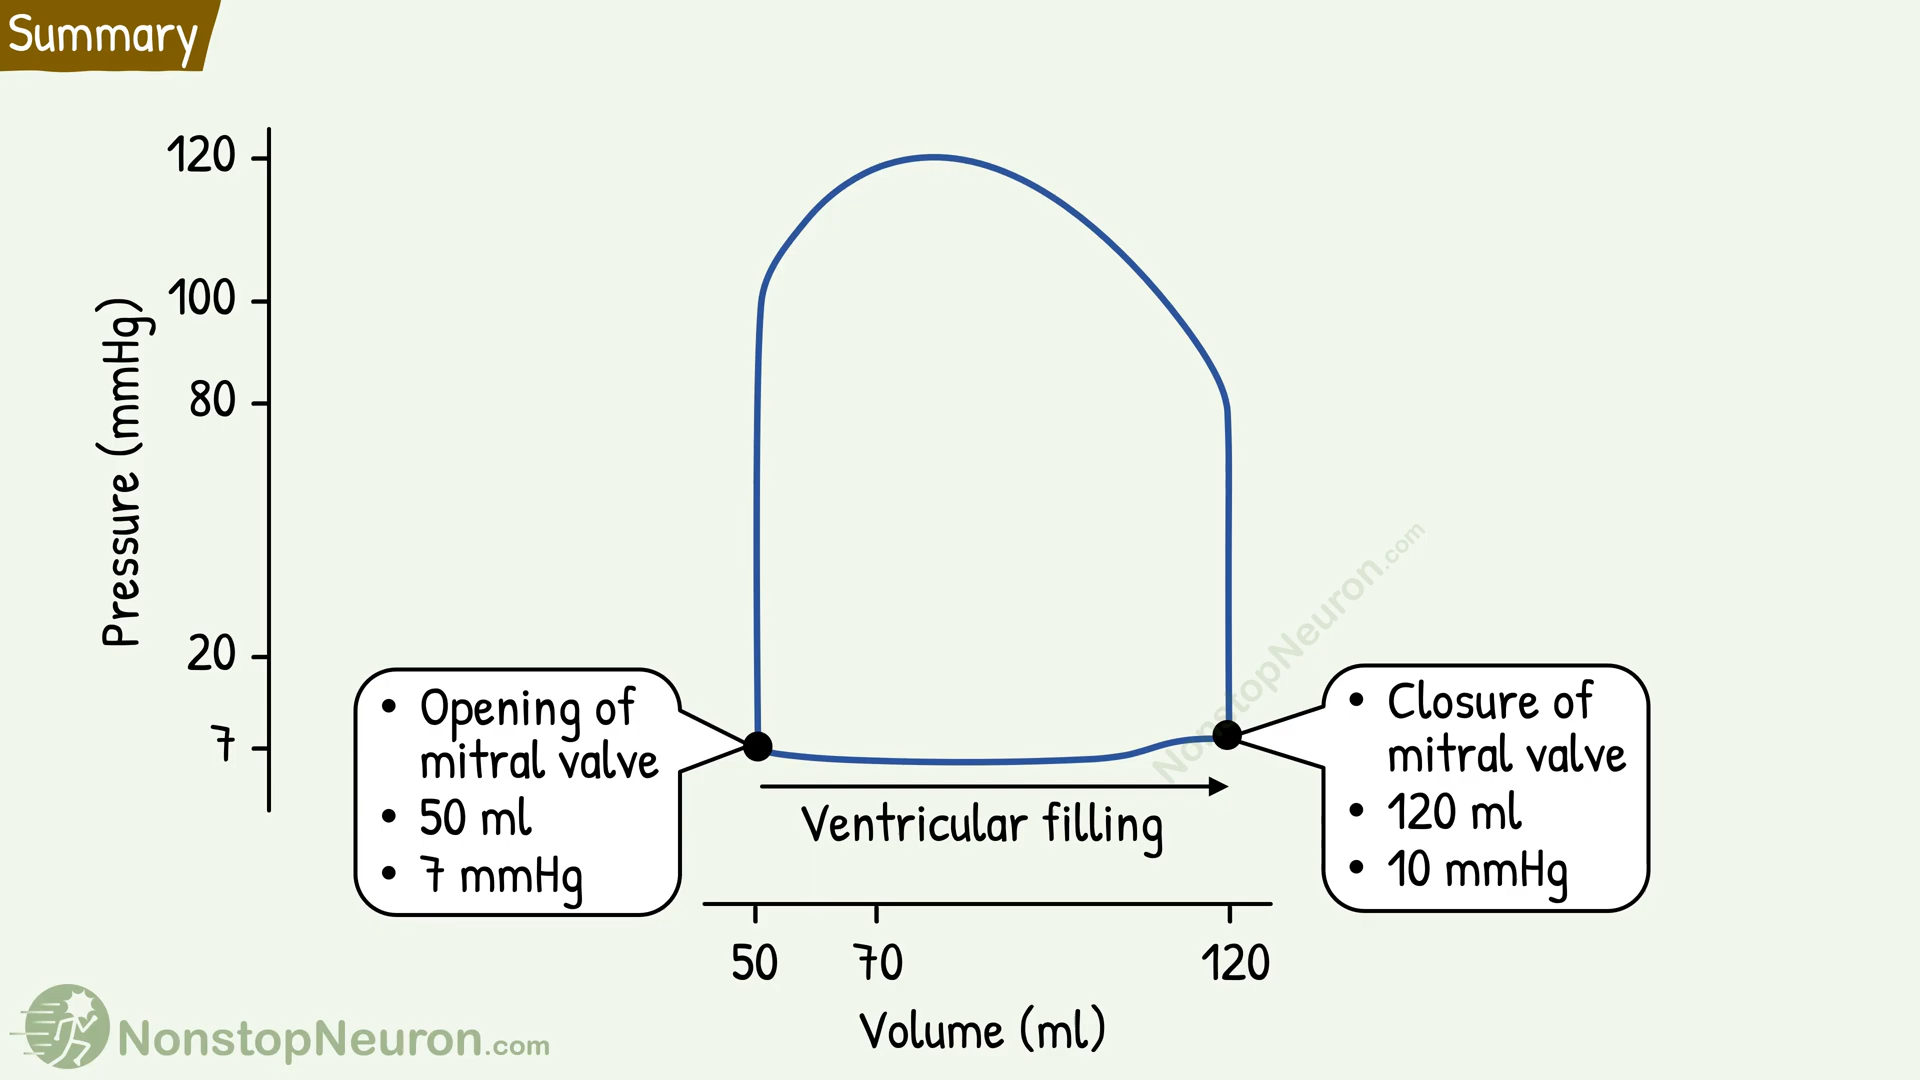 Summary
120
100
80
20
7
Pressure (mmHg)
• Opening of
mitral valve
• 50 ml
• 7 mmHg
Ventricular filling
• Closure of
mitral valve
• 120 ml
• 10 mmHg
50 70 120
Volume (ml)
NonstopNeuron.com
NonstopNeuron.com